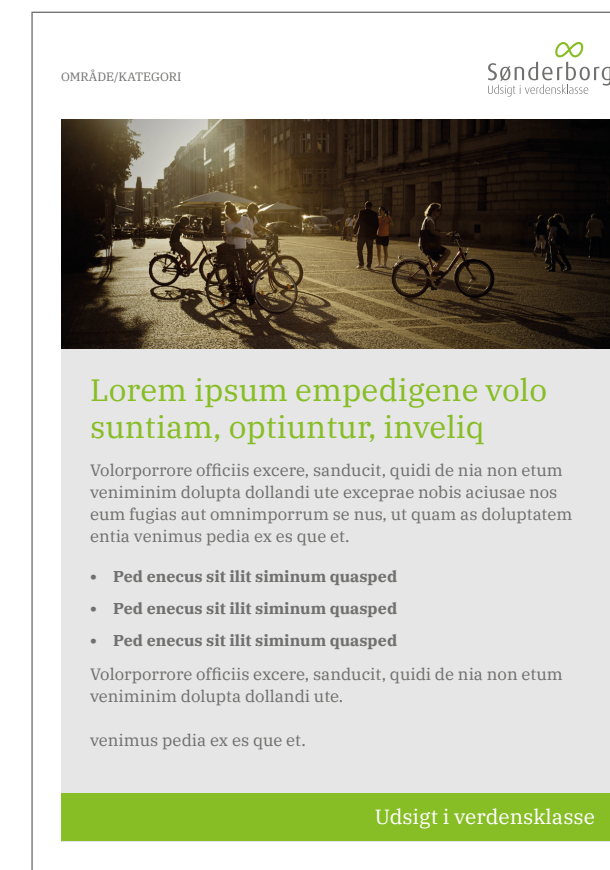 OMRÅDE/KATEGORI
Sønderborg
Udsigt i verdensklasse
Lorem ipsum empedigene volo
suntiam, optiuntur, inveliq
Volorporrore officiis excere, sanducit, quidi de nia non etum
veniminim dolupta dollandi ute exceprae nobis aciusae nos
eum fugias aut omnimporrum se nus, ut quam as doluptatem
entia venimus pedia ex es que et.
• Ped enecus sit ilit siminum quasped
• Ped enecus sit ilit siminum quasped
• Ped enecus sit ilit siminum quasped
Volorporrore officiis excere, sanducit, quidi de nia non etum
veniminim dolupta dollandi ute.
venimus pedia ex es que et.
Udsigt i verdensklasse